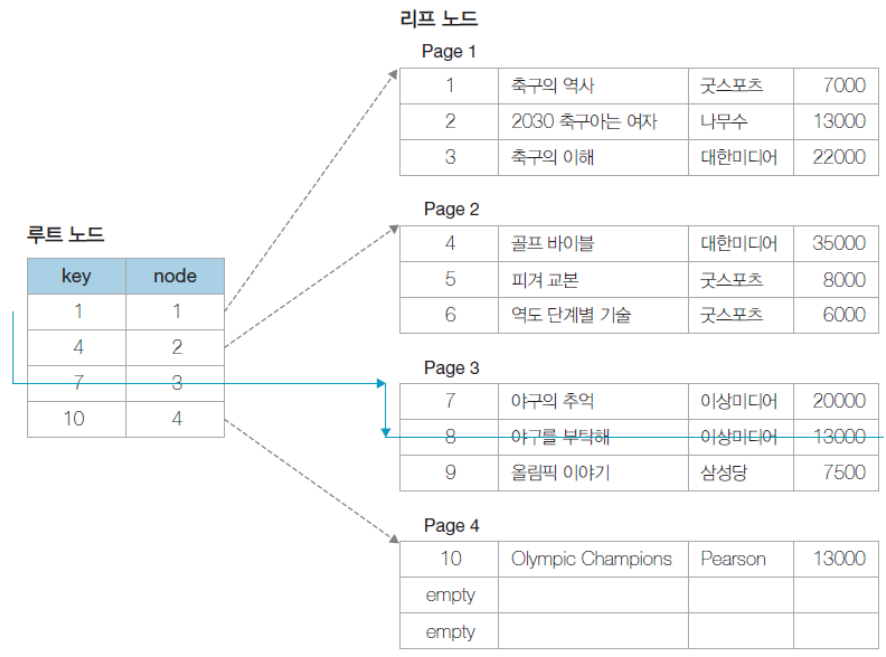 리프 노드
Page 1
1 축구의 역사 굿스포츠 7000
2 2030 축구아는 여자 나무수 13000
3 축구의 이해 대한미디어 22000
Page 2
4 골프 바이블 대한미디어 35000
5 피겨 교본 굿스포츠 8000
6 역도 단계별 기술 굿스포츠 6000
루트 노드
key node
1 1
4 2
7 3
10 4
Page 3
7 야구의 추억 이상미디어 20000
8 야구를 부탁해 이상미디어 13000
9 올림픽 이야기 삼성당 7500
Page 4
10 Olympic Champions Pearson 13000
empty
empty